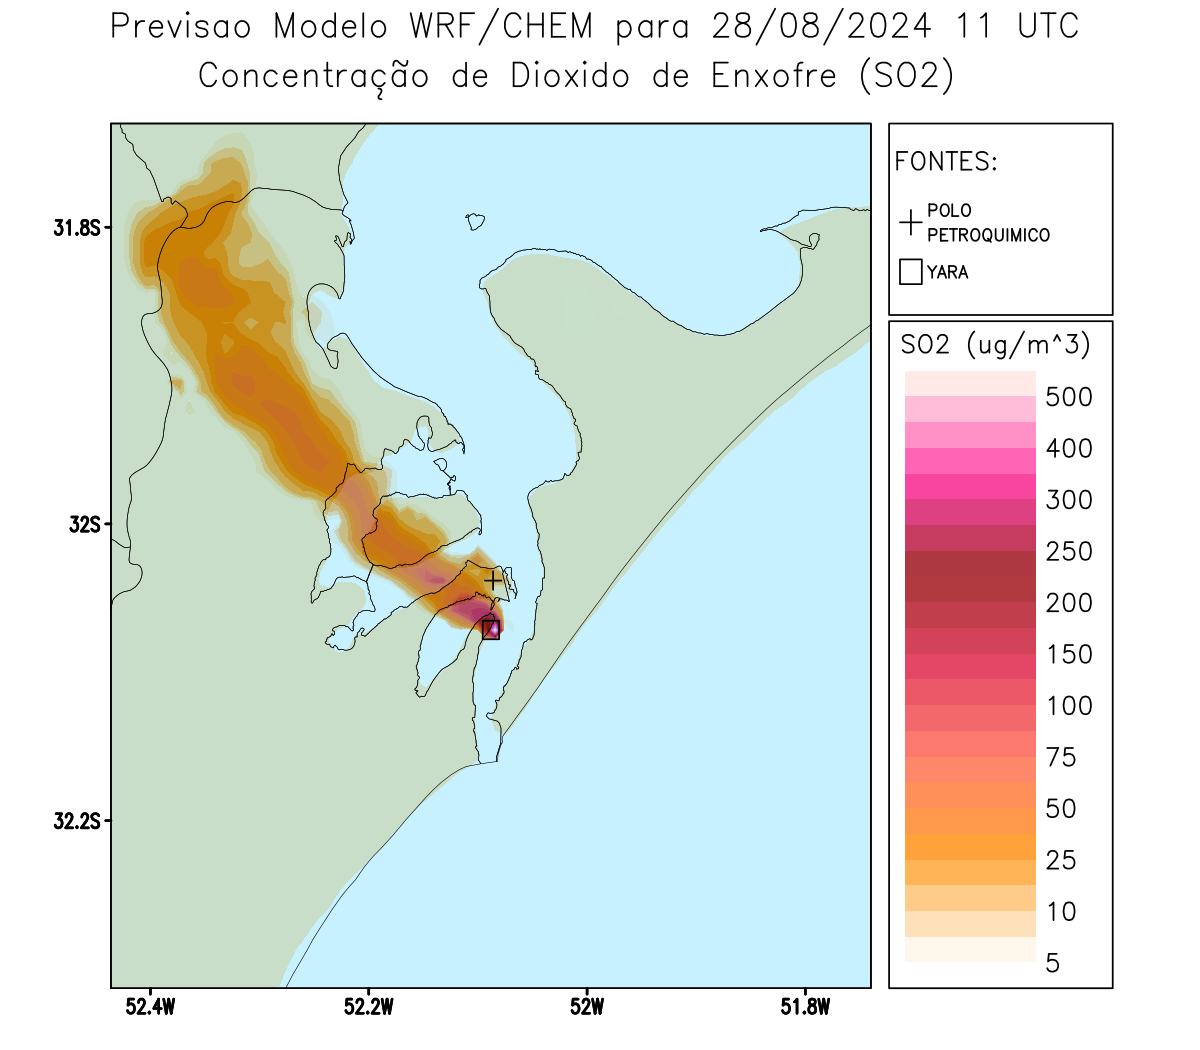 Previsao Modelo WRF/CHEM para 28/08/2024 11 UTC
Concentração de Dioxido de Enxofre (SO2)
FONTES:
POLO
PETROQUIMICO
YARA
31.8S
32S
32.2S
52.4W
52.2W
52W
51.8W
SO2 (ug/m^3)
500
400
300
250
200
150
100
75
50
25
10
5